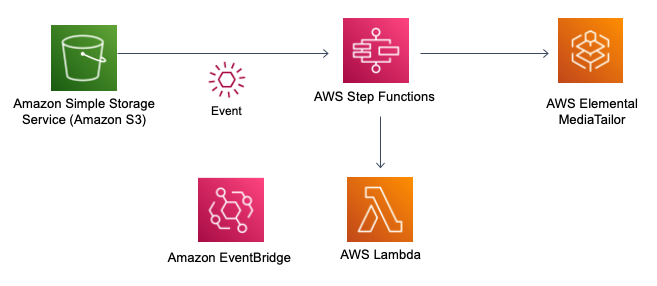 Amazon Simple Storage
Service (Amazon S3)
Event
AWS Step Functions
AWS Elemental
MediaTailor
Amazon EventBridge
AWS Lambda